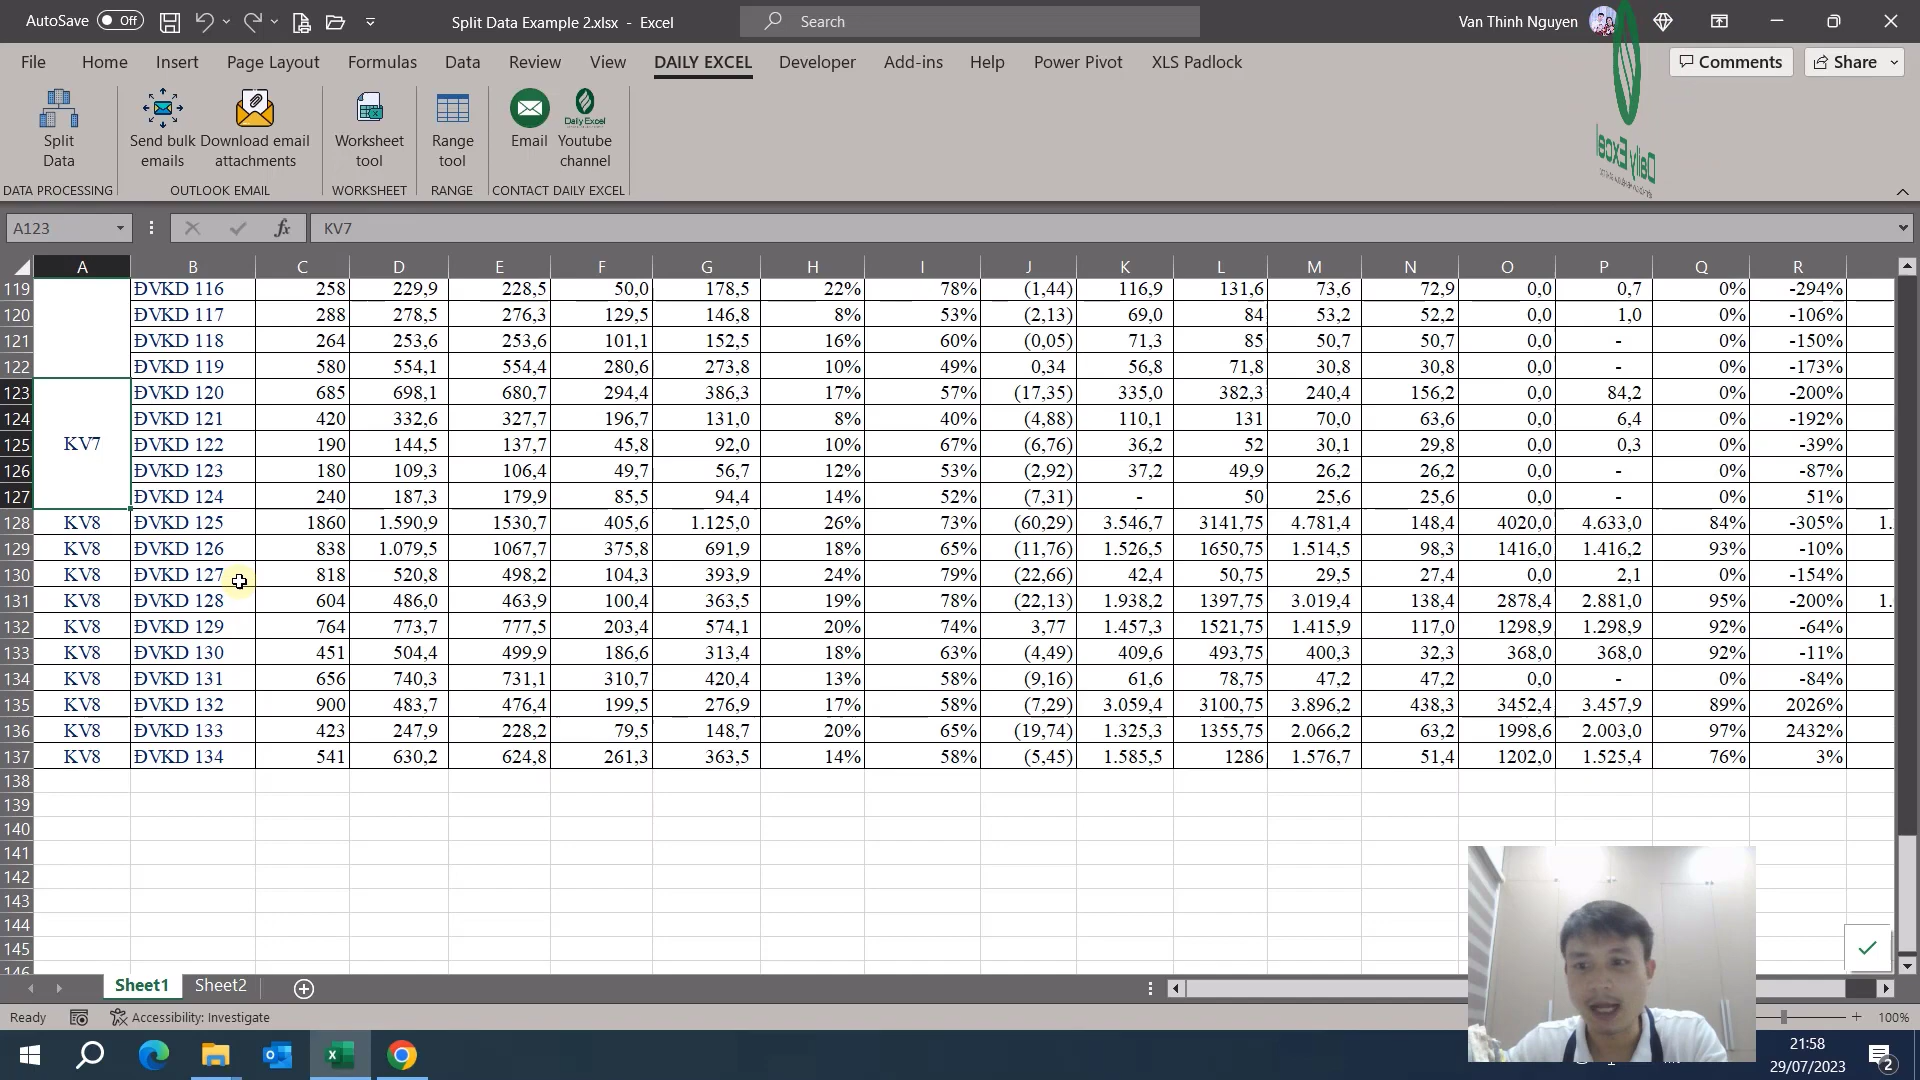 AutoSave Off Split Data Example 2.xlsx - Excel Search Van Thinh Nguyen
File Home Insert Page Layout Formulas Data Review View DAILY EXCEL Developer Add-ins Help Power Pivot XLS Padlock Comments Share
Split Data
Send bulk emails
Download email attachments
Worksheet tool
Range tool
Email
Daily Excel
Youtube channel
Daily Excel
DATA PROCESSING OUTLOOK EMAIL WORKSHEET RANGE CONTACT DAILY EXCEL
A123 fx KV7
A B C D E F G H I J K L M N O P Q R
119 ĐVKD 116 258 229,9 228,5 50,0 178,5 22% 78% (1,44) 116,9 131,6 73,6 72,9 0,0 0,7 0% -294%
120 ĐVKD 117 288 278,5 276,3 129,5 146,8 8% 53% (2,13) 69,0 84 53,2 52,2 0,0 1,0 0% -106%
121 ĐVKD 118 264 253,6 253,6 101,1 152,5 16% 60% (0,05) 71,3 85 50,7 50,7 0,0 - 0% -150%
122 ĐVKD 119 580 554,1 554,4 280,6 273,8 10% 49% 0,34 56,8 71,8 30,8 30,8 0,0 - 0% -173%
123 ĐVKD 120 685 698,1 680,7 294,4 386,3 17% 57% (17,35) 335,0 382,3 240,4 156,2 0,0 84,2 0% -200%
124 ĐVKD 121 420 332,6 327,7 196,7 131,0 8% 40% (4,88) 110,1 131 70,0 63,6 0,0 6,4 0% -192%
125 KV7 ĐVKD 122 190 144,5 137,7 45,8 92,0 10% 67% (6,76) 36,2 52 30,1 29,8 0,0 0,3 0% -39%
126 ĐVKD 123 180 109,3 106,4 49,7 56,7 12% 53% (2,92) 37,2 49,9 26,2 26,2 0,0 - 0% -87%
127 ĐVKD 124 240 187,3 179,9 85,5 94,4 14% 52% (7,31) - 50 25,6 25,6 0,0 - 0% 51%
128 KV8 ĐVKD 125 1860 1.590,9 1530,7 405,6 1.125,0 26% 73% (60,29) 3.546,7 3141,75 4.781,4 148,4 4020,0 4.633,0 84% -305% 1.
129 KV8 ĐVKD 126 838 1.079,5 1067,7 375,8 691,9 18% 65% (11,76) 1.526,5 1650,75 1.514,5 98,3 1416,0 1.416,2 93% -10%
130 KV8 ĐVKD 127 818 520,8 498,2 104,3 393,9 24% 79% (22,66) 42,4 50,75 29,5 27,4 0,0 2,1 0% -154%
131 KV8 ĐVKD 128 604 486,0 463,9 100,4 363,5 19% 78% (22,13) 1.938,2 1397,75 3.019,4 138,4 2878,4 2.881,0 95% -200% 1.
132 KV8 ĐVKD 129 764 773,7 777,5 203,4 574,1 20% 74% 3,77 1.457,3 1521,75 1.415,9 117,0 1298,9 1.298,9 92% -64%
133 KV8 ĐVKD 130 451 504,4 499,9 186,6 313,4 18% 63% (4,49) 409,6 493,75 400,3 32,3 368,0 368,0 92% -11%
134 KV8 ĐVKD 131 656 740,3 731,1 310,7 420,4 13% 58% (9,16) 61,6 78,75 47,2 47,2 0,0 - 0% -84%
135 KV8 ĐVKD 132 900 483,7 476,4 199,5 276,9 17% 58% (7,29) 3.059,4 3100,75 3.896,2 438,3 3452,4 3.457,9 89% 2026%
136 KV8 ĐVKD 133 423 247,9 228,2 79,5 148,7 20% 65% (19,74) 1.325,3 1355,75 2.066,2 63,2 1998,6 2.003,0 97% 2432%
137 KV8 ĐVKD 134 541 630,2 624,8 261,3 363,5 14% 58% (5,45) 1.585,5 1286 1.576,7 51,4 1202,0 1.525,4 76% 3%
138
139
140
141
142
143
144
145
146
Sheet1 Sheet2
Ready Accessibility: Investigate 100%
21:58
29/07/2023
2